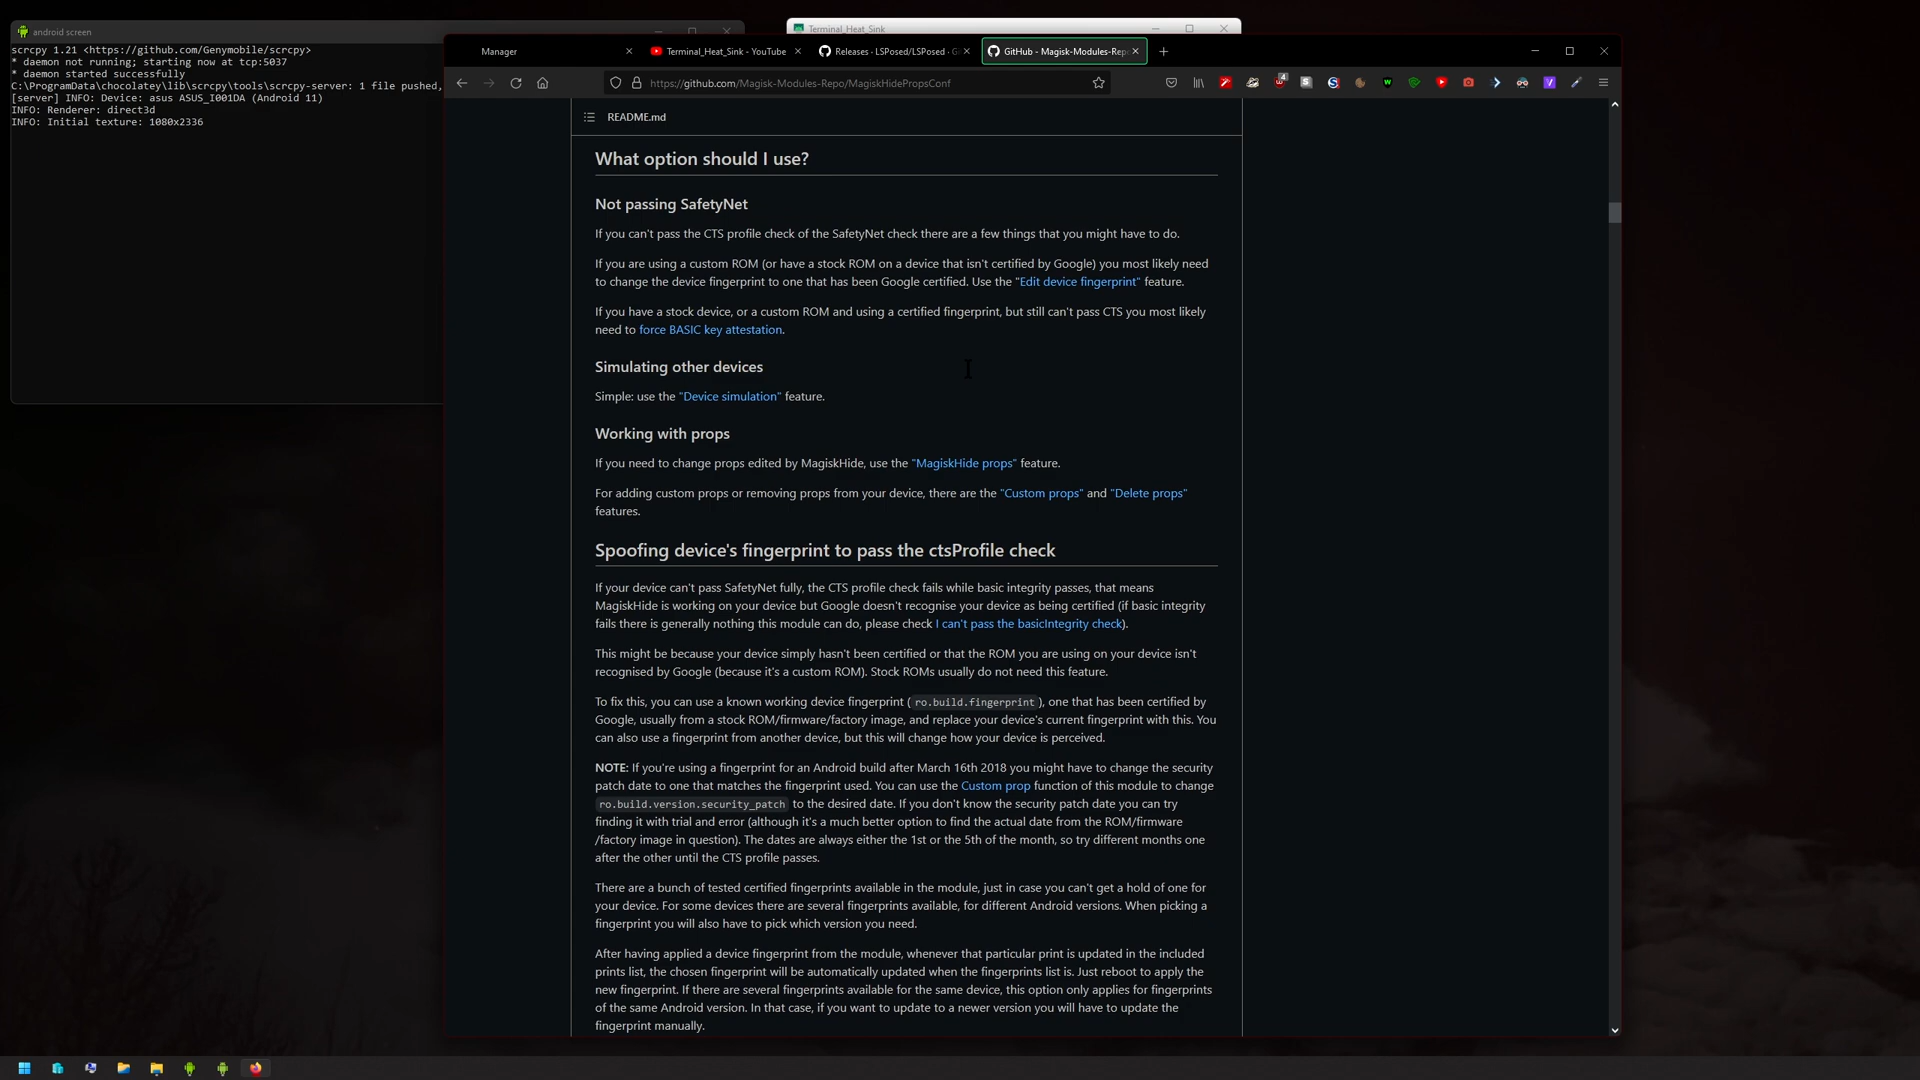 android screen
scrcpy 1.21 <https://github.com/Genymobile/scrcpy>
* daemon not running; starting now at tcp:5037
* daemon started successfully
C:\ProgramData\chocolatey\lib\scrcpy\tools\scrcpy-server: 1 file pushed,
[server] INFO: Device: asus ASUS_I001DA (Android 11)
INFO: Renderer: direct3d
INFO: Initial texture: 1080x2336
Terminal_Heat_Sink
Manager
Terminal_Heat_Sink - YouTube
Releases · LSPosed/LSPosed · G
GitHub - Magisk-Modules-Rep
https://github.com/Magisk-Modules-Repo/MagiskHidePropsConf
4
README.md
What option should I use?
Not passing SafetyNet
If you can't pass the CTS profile check of the SafetyNet check there are a few things that you might have to do.
If you are using a custom ROM (or have a stock ROM on a device that isn't certified by Google) you most likely need
to change the device fingerprint to one that has been Google certified. Use the "Edit device fingerprint" feature.
If you have a stock device, or a custom ROM and using a certified fingerprint, but still can't pass CTS you most likely
need to force BASIC key attestation.
Simulating other devices
Simple: use the "Device simulation" feature.
Working with props
If you need to change props edited by MagiskHide, use the "MagiskHide props" feature.
For adding custom props or removing props from your device, there are the "Custom props" and "Delete props"
features.
Spoofing device's fingerprint to pass the ctsProfile check
If your device can't pass SafetyNet fully, the CTS profile check fails while basic integrity passes, that means
MagiskHide is working on your device but Google doesn't recognise your device as being certified (if basic integrity
fails there is generally nothing this module can do, please check I can't pass the basicIntegrity check).
This might be because your device simply hasn't been certified or that the ROM you are using on your device isn't
recognised by Google (because it's a custom ROM). Stock ROMs usually do not need this feature.
To fix this, you can use a known working device fingerprint ( ro.build.fingerprint ), one that has been certified by
Google, usually from a stock ROM/firmware/factory image, and replace your device's current fingerprint with this. You
can also use a fingerprint from another device, but this will change how your device is perceived.
NOTE: If you're using a fingerprint for an Android build after March 16th 2018 you might have to change the security
patch date to one that matches the fingerprint used. You can use the Custom prop function of this module to change
ro.build.version.security_patch to the desired date. If you don't know the security patch date you can try
finding it with trial and error (although it's a much better option to find the actual date from the ROM/firmware
/factory image in question). The dates are always either the 1st or the 5th of the month, so try different months one
after the other until the CTS profile passes.
There are a bunch of tested certified fingerprints available in the module, just in case you can't get a hold of one for
your device. For some devices there are several fingerprints available, for different Android versions. When picking a
fingerprint you will also have to pick which version you need.
After having applied a device fingerprint from the module, whenever that particular print is updated in the included
prints list, the chosen fingerprint will be automatically updated when the fingerprints list is. Just reboot to apply the
new fingerprint. If there are several fingerprints available for the same device, this option only applies for fingerprints
of the same Android version. In that case, if you want to update to a newer version you will have to update the
fingerprint manually.